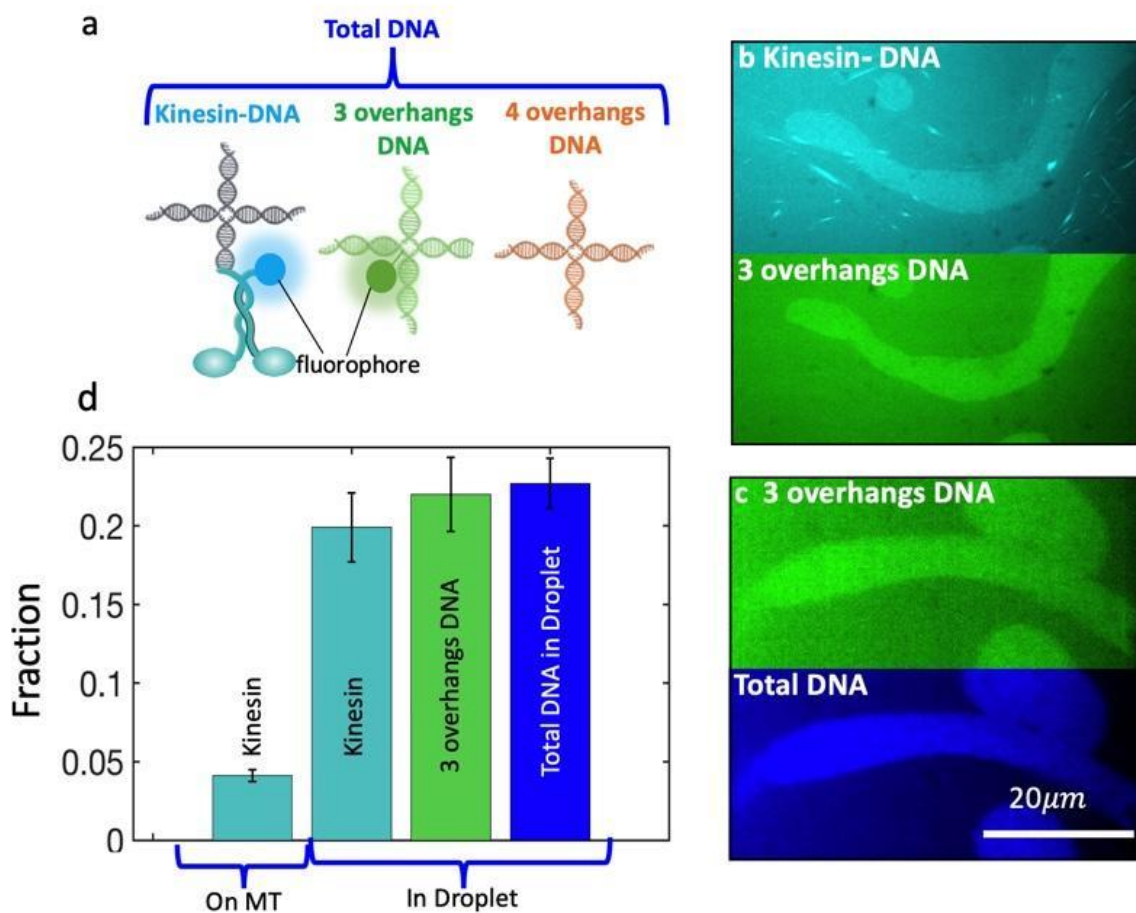 a
Total DNA
Kinesin-DNA
3 overhangs
DNA
4 overhangs
DNA
fluorophore
b Kinesin- DNA
3 overhangs DNA
c 3 overhangs DNA
Total DNA
20μm
d
Fraction
0.25
0.2
0.15
0.1
0.05
0
Kinesin
Kinesin
3 overhangs DNA
Total DNA in Droplet
On MT
In Droplet